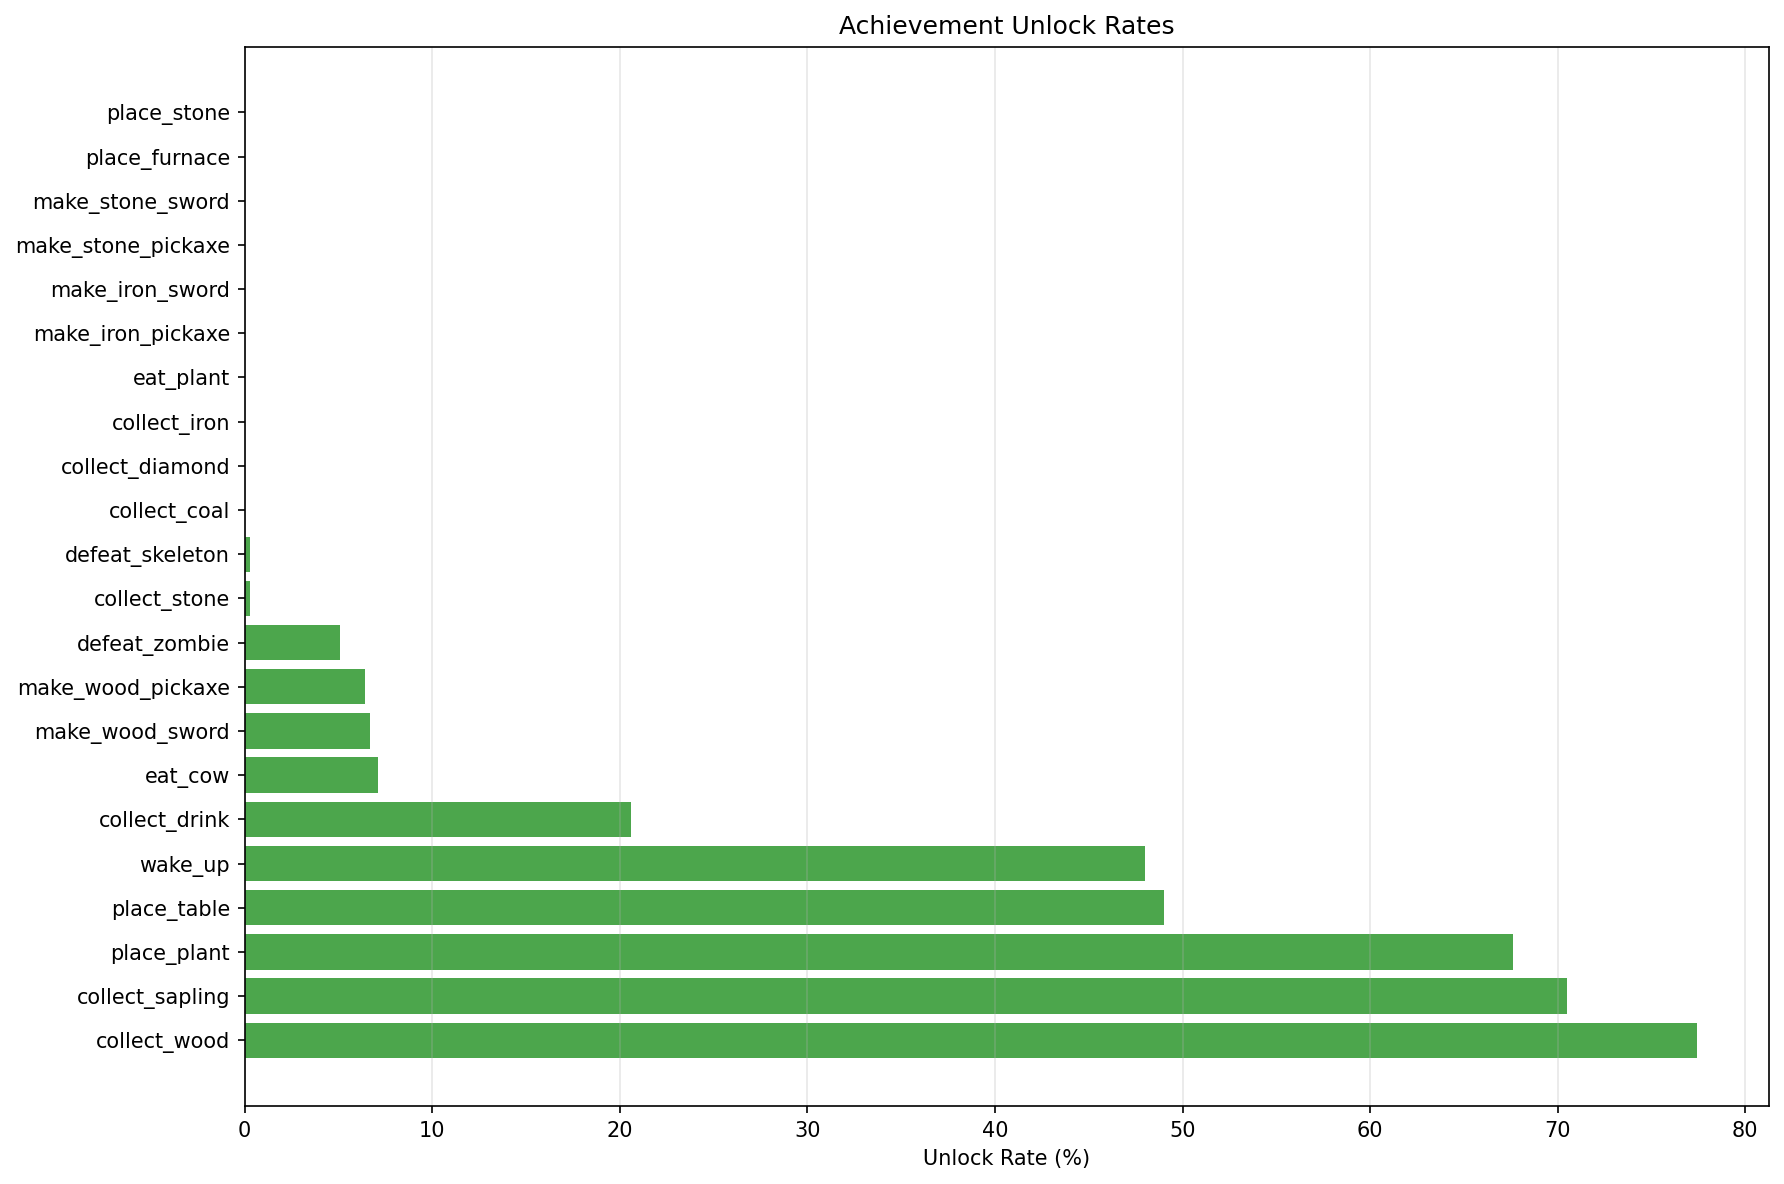 Achievement Unlock Rates
place_stone
place_furnace
make_stone_sword
make_stone_pickaxe
make_iron_sword
make_iron_pickaxe
eat_plant
collect_iron
collect_diamond
collect_coal
defeat_skeleton
collect_stone
defeat_zombie
make_wood_pickaxe
make_wood_sword
eat_cow
collect_drink
wake_up
place_table
place_plant
collect_sapling
collect_wood
0 10 20 30 40 50 60 70 80
Unlock Rate (%)